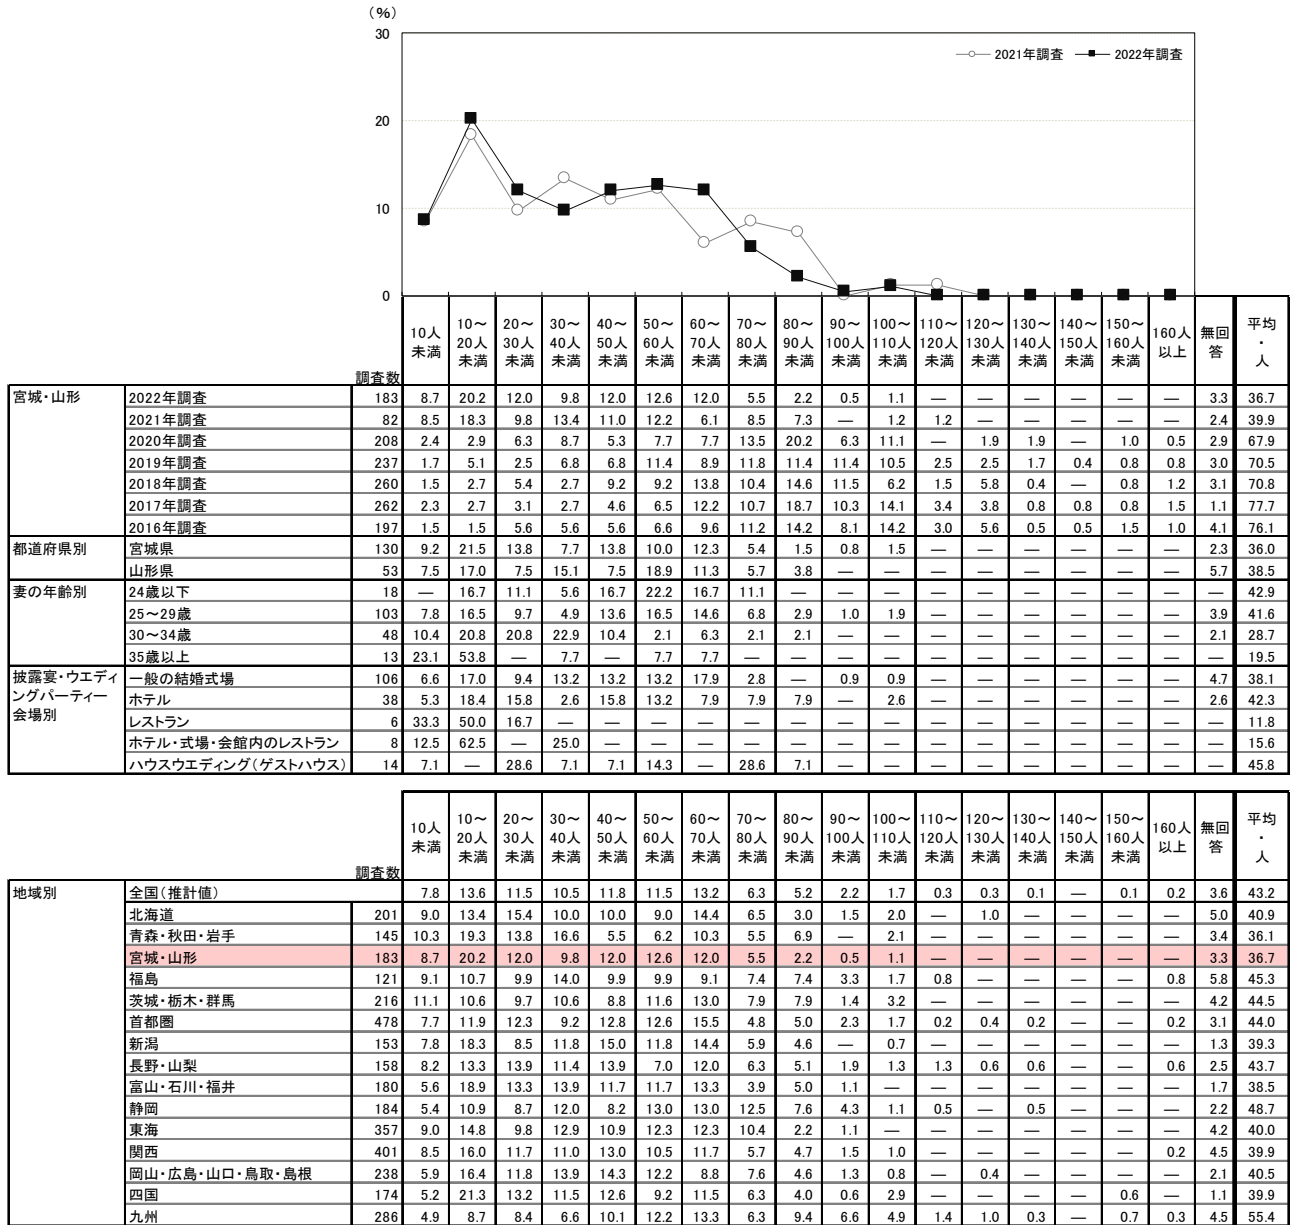 (%)
30
20
10
0
2021年調査 2022年調査
調査数 10人未満 10～20人未満 20～30人未満 30～40人未満 40～50人未満 50～60人未満 60～70人未満 70～80人未満 80～90人未満 90～100人未満 100～110人未満 110～120人未満 120～130人未満 130～140人未満 140～150人未満 150～160人未満 160人以上 無回答 平均・人
宮城・山形 2022年調査 183 8.7 20.2 12.0 9.8 12.0 12.6 12.0 5.5 2.2 0.5 1.1 — — — — — — 3.3 36.7
2021年調査 82 8.5 18.3 9.8 13.4 11.0 12.2 6.1 8.5 7.3 — 1.2 1.2 — — — — — 2.4 39.9
2020年調査 208 2.4 2.9 6.3 8.7 5.3 7.7 7.7 13.5 20.2 6.3 11.1 — 1.9 1.9 — 1.0 0.5 2.9 67.9
2019年調査 237 1.7 5.1 2.5 6.8 6.8 11.4 8.9 11.8 11.4 11.4 10.5 2.5 2.5 1.7 0.4 0.8 0.8 3.0 70.5
2018年調査 260 1.5 2.7 5.4 2.7 9.2 9.2 13.8 10.4 14.6 11.5 6.2 1.5 5.8 0.4 — 0.8 1.2 3.1 70.8
2017年調査 262 2.3 2.7 3.1 2.7 4.6 6.5 12.2 10.7 18.7 10.3 14.1 3.4 3.8 0.8 0.8 0.8 1.5 1.1 77.7
2016年調査 197 1.5 1.5 5.6 5.6 5.6 6.6 9.6 11.2 14.2 8.1 14.2 3.0 5.6 0.5 0.5 1.5 1.0 4.1 76.1
都道府県別 宮城県 130 9.2 21.5 13.8 7.7 13.8 10.0 12.3 5.4 1.5 0.8 1.5 — — — — — — 2.3 36.0
山形県 53 7.5 17.0 7.5 15.1 7.5 18.9 11.3 5.7 3.8 — — — — — — — — 5.7 38.5
妻の年齢別 24歳以下 18 — 16.7 11.1 5.6 16.7 22.2 16.7 11.1 — — — — — — — — — — 42.9
25～29歳 103 7.8 16.5 9.7 4.9 13.6 16.5 14.6 6.8 2.9 1.0 1.9 — — — — — — 3.9 41.6
30～34歳 48 10.4 20.8 20.8 22.9 10.4 2.1 6.3 2.1 2.1 — — — — — — — — 2.1 28.7
35歳以上 13 23.1 53.8 — 7.7 — 7.7 7.7 — — — — — — — — — — — 19.5
披露宴・ウエディングパーティー会場別 一般の結婚式場 106 6.6 17.0 9.4 13.2 13.2 13.2 17.9 2.8 — 0.9 0.9 — — — — — — 4.7 38.1
ホテル 38 5.3 18.4 15.8 2.6 15.8 13.2 7.9 7.9 7.9 — 2.6 — — — — — — 2.6 42.3
レストラン 6 33.3 50.0 16.7 — — — — — — — — — — — — — — — 11.8
ホテル・式場・会館内のレストラン 8 12.5 62.5 — 25.0 — — — — — — — — — — — — — — 15.6
ハウスウエディング(ゲストハウス) 14 7.1 — 28.6 7.1 7.1 14.3 — 28.6 7.1 — — — — — — — — — 45.8
調査数 10人未満 10～20人未満 20～30人未満 30～40人未満 40～50人未満 50～60人未満 60～70人未満 70～80人未満 80～90人未満 90～100人未満 100～110人未満 110～120人未満 120～130人未満 130～140人未満 140～150人未満 150～160人未満 160人以上 無回答 平均・人
地域別 全国(推計値) 7.8 13.6 11.5 10.5 11.8 11.5 13.2 6.3 5.2 2.2 1.7 0.3 0.3 0.1 — 0.1 0.2 3.6 43.2
北海道 201 9.0 13.4 15.4 10.0 10.0 9.0 14.4 6.5 3.0 1.5 2.0 — 1.0 — — — — 5.0 40.9
青森・秋田・岩手 145 10.3 19.3 13.8 16.6 5.5 6.2 10.3 5.5 6.9 — 2.1 — — — — — — 3.4 36.1
宮城・山形 183 8.7 20.2 12.0 9.8 12.0 12.6 12.0 5.5 2.2 0.5 1.1 — — — — — — 3.3 36.7
福島 121 9.1 10.7 9.9 14.0 9.9 9.9 9.1 7.4 7.4 3.3 1.7 0.8 — — — — 0.8 5.8 45.3
茨城・栃木・群馬 216 11.1 10.6 9.7 10.6 8.8 11.6 13.0 7.9 7.9 1.4 3.2 — — — — — — 4.2 44.5
首都圏 478 7.7 11.9 12.3 9.2 12.8 12.6 15.5 4.8 5.0 2.3 1.7 0.2 0.4 0.2 — — 0.2 3.1 44.0
新潟 153 7.8 18.3 8.5 11.8 15.0 11.8 14.4 5.9 4.6 — 0.7 — — — — — — 1.3 39.3
長野・山梨 158 8.2 13.3 13.9 11.4 13.9 7.0 12.0 6.3 5.1 1.9 1.3 1.3 0.6 0.6 — — 0.6 2.5 43.7
富山・石川・福井 180 5.6 18.9 13.3 13.9 11.7 11.7 13.3 3.9 5.0 1.1 — — — — — — — 1.7 38.5
静岡 184 5.4 10.9 8.7 12.0 8.2 13.0 13.0 12.5 7.6 4.3 1.1 0.5 — 0.5 — — — 2.2 48.7
東海 357 9.0 14.8 9.8 12.9 10.9 12.3 12.3 10.4 2.2 1.1 — — — — — — — 4.2 40.0
関西 401 8.5 16.0 11.7 11.0 13.0 10.5 11.7 5.7 4.7 1.5 1.0 — — — — — 0.2 4.5 39.9
岡山・広島・山口・鳥取・島根 238 5.9 16.4 11.8 13.9 14.3 12.2 8.8 7.6 4.6 1.3 0.8 — 0.4 — — — — 2.1 40.5
四国 174 5.2 21.3 13.2 11.5 12.6 9.2 11.5 6.3 4.0 0.6 2.9 — — — — 0.6 — 1.1 39.9
九州 286 4.9 8.7 8.4 6.6 10.1 12.2 13.3 6.3 9.4 6.6 4.9 1.4 1.0 0.3 — 0.7 0.3 4.5 55.4